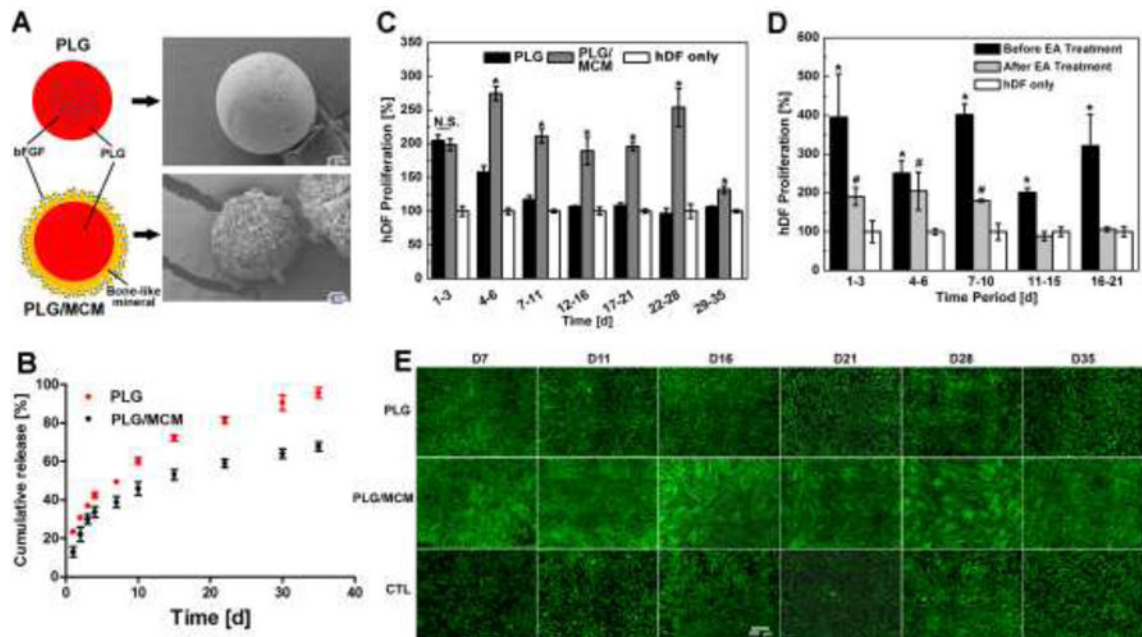 A
PLG
bFGF
PLG
Bone-like
mineral
PLG/MCM
B
Cumulative release [%]
100
80
60
40
20
0
PLG
PLG/MCM
0
10
20
30
40
Time [d]
C
hDF Proliferation [%]
350
300
250
200
150
100
50
0
PLG
PLG/
MCM
hDF only
N.S.
*
*
*
*
*
*
1-3
4-6
7-11
12-16
17-21
22-28
29-35
Time [d]
D
hDF Proliferation [%]
600
500
400
300
200
100
0
Before EA Treatment
After EA Treatment
hDF only
*
#
*
#
*
#
*
*
1-3
4-6
7-10
11-15
16-21
Time Period [d]
E
D7
D11
D16
D21
D28
D35
PLG
PLG/MCM
CTL